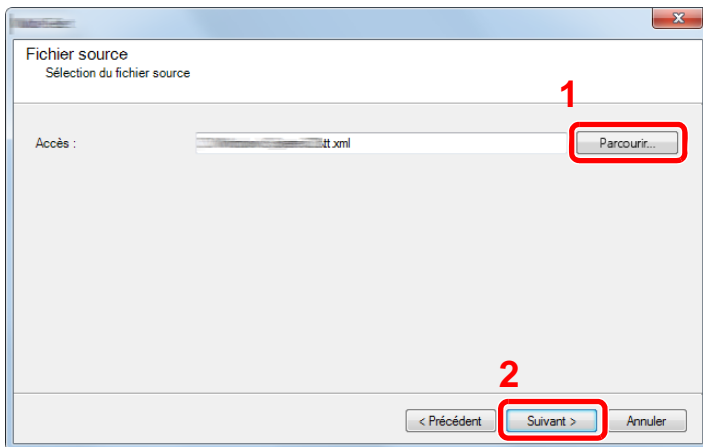 Fichier source
Sélection du fichier source
1
Accès :
tt.xml
Parcourir...
2
< Précédent
Suivant >
Annuler